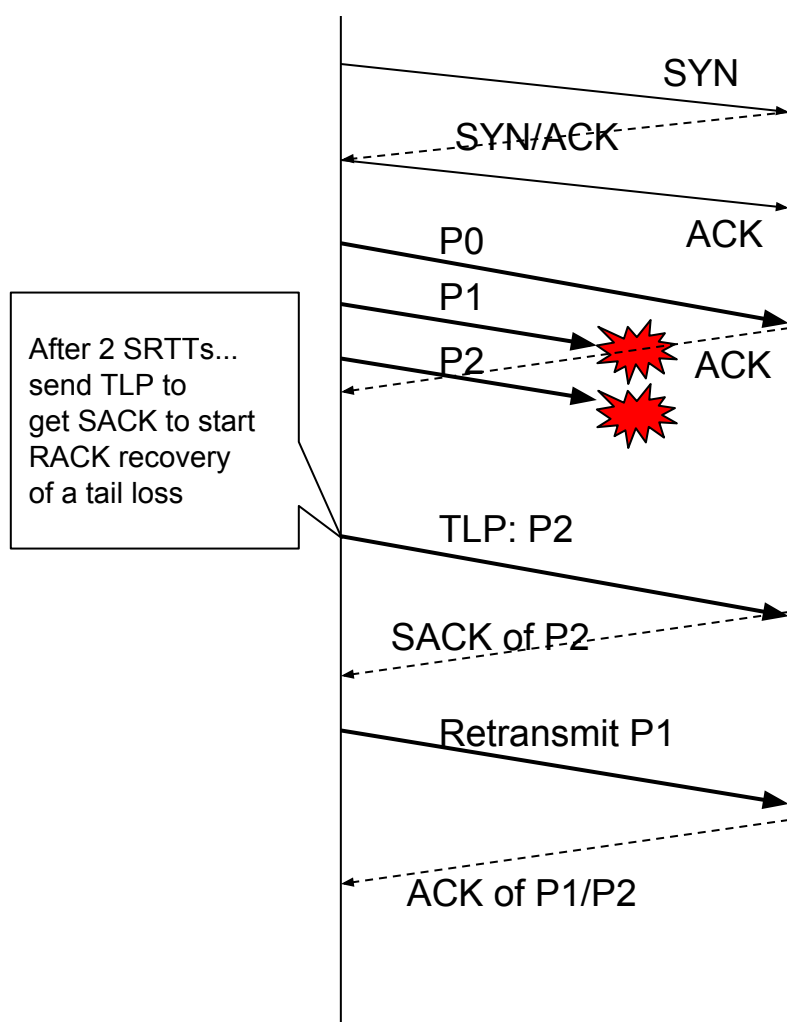 SYN
SYN/ACK
ACK
P0
P1
P2
ACK
After 2 SRTTs...
send TLP to
get SACK to start
RACK recovery
of a tail loss
TLP: P2
SACK of P2
Retransmit P1
ACK of P1/P2